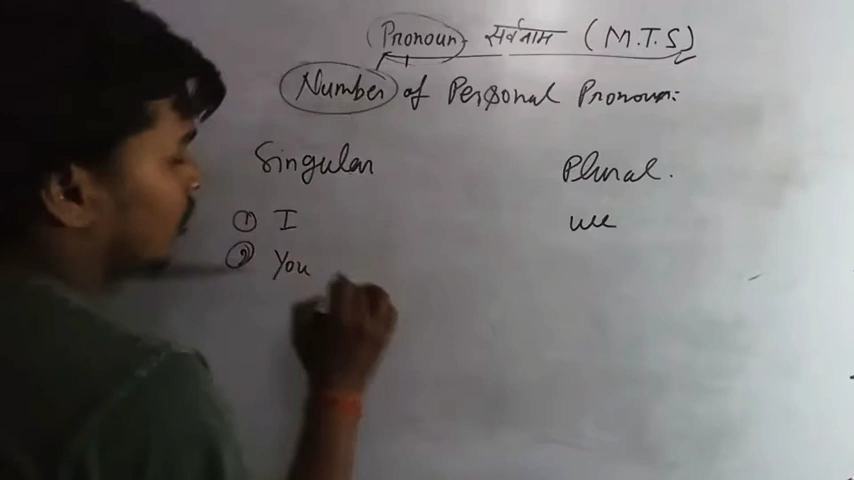 Pronoun सर्वनाम (M.T.S)
Number of Personal Pronoun:
Singular Plural.
① I we
② You